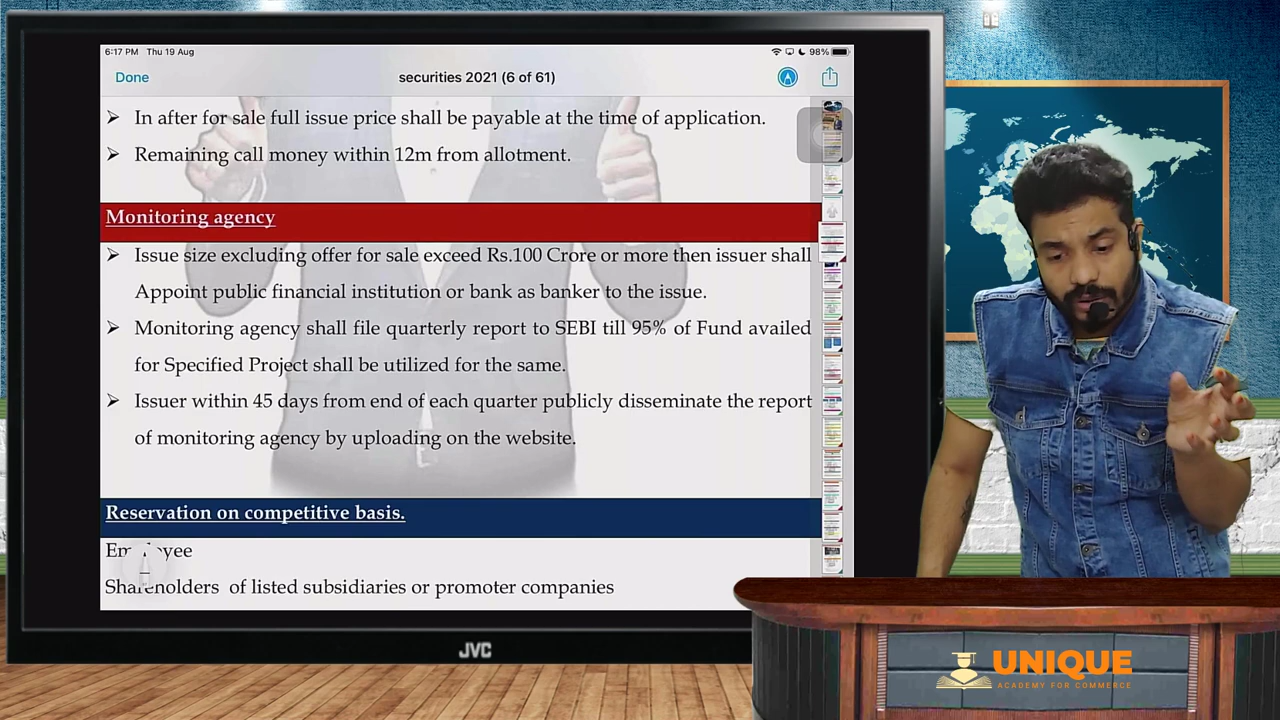 6:17 PM Thu 19 Aug
98%
Done
securities 2021 (6 of 61)
➢ In after for sale full issue price shall be payable at the time of application.
➢ Remaining call money within 12m from allotment.
Monitoring agency
➢ Issue size excluding offer for sale exceed Rs.100 Crore or more then issuer shall
Appoint public financial institution or bank as banker to the issue.
➢ Monitoring agency shall file quarterly report to SEBI till 95% of Fund availed
for Specified Project shall be utilized for the same.
➢ Issuer within 45 days from end of each quarter publicly disseminate the report
of monitoring agency by uploading on the website.
Reservation on competitive basis.
Employee
Shareholders of listed subsidiaries or promoter companies
JVC
UNIQUE
ACADEMY FOR COMMERCE